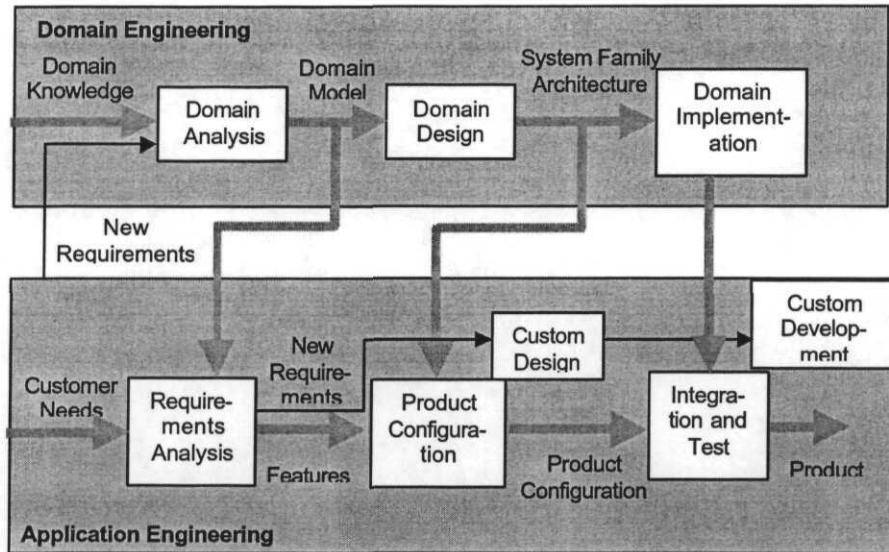 Domain Engineering
Domain
Knowledge
Domain
Model
System Family
Architecture
Domain
Analysis
Domain
Design
Domain
Implement-
ation
New
Requirements
Custom
Design
Custom
Develop-
ment
Customer
Needs
Require-
ments
Analysis
New
Require-
ments
Features
Product
Configura-
tion
Product
Configuration
Integra-
tion and
Test
Product
Application Engineering